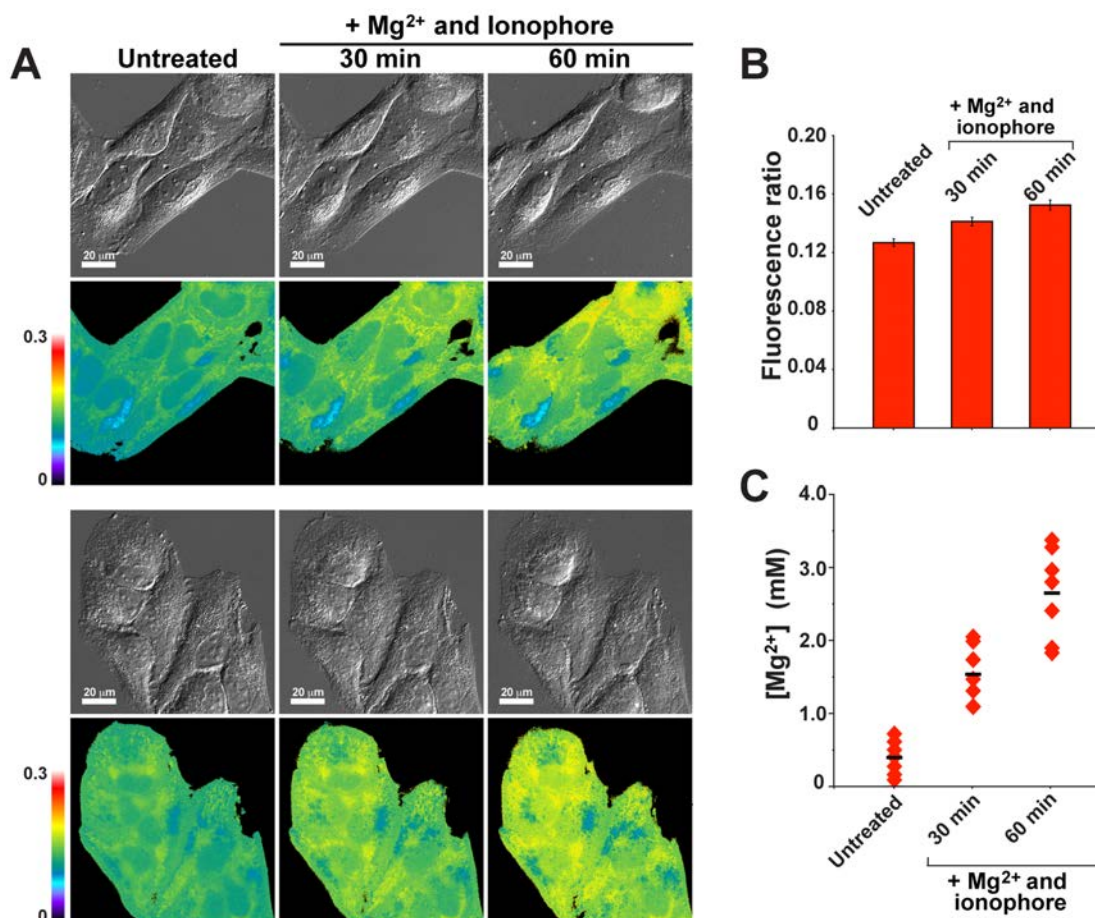 A
+ Mg²⁺ and Ionophore
Untreated
30 min
60 min
20 µm
20 µm
20 µm
0.3
0
20 µm
20 µm
20 µm
0.3
0
B
+ Mg²⁺ and
ionophore
Untreated
30 min
60 min
Fluorescence ratio
0.20
0.16
0.12
0.08
0.04
0
C
[Mg²⁺] (mM)
4.0
3.0
2.0
1.0
0
Untreated
30 min
60 min
+ Mg²⁺ and
ionophore